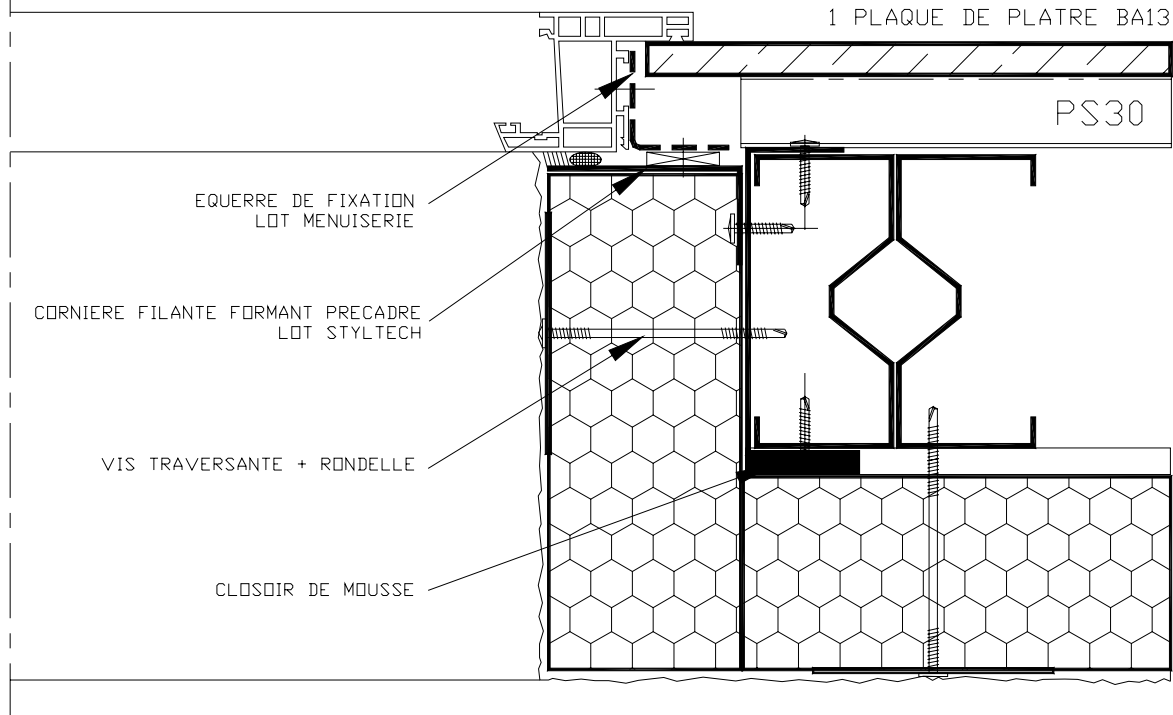 1 PLAQUE DE PLATRE BA13
PS30
EQUERRE DE FIXATION
LOT MENUISERIE
CORNIERE FILANTE FORMANT PRECADRE
LOT STYLTECH
VIS TRAVERSANTE + RONDELLE
CLOSOIR DE MOUSSE